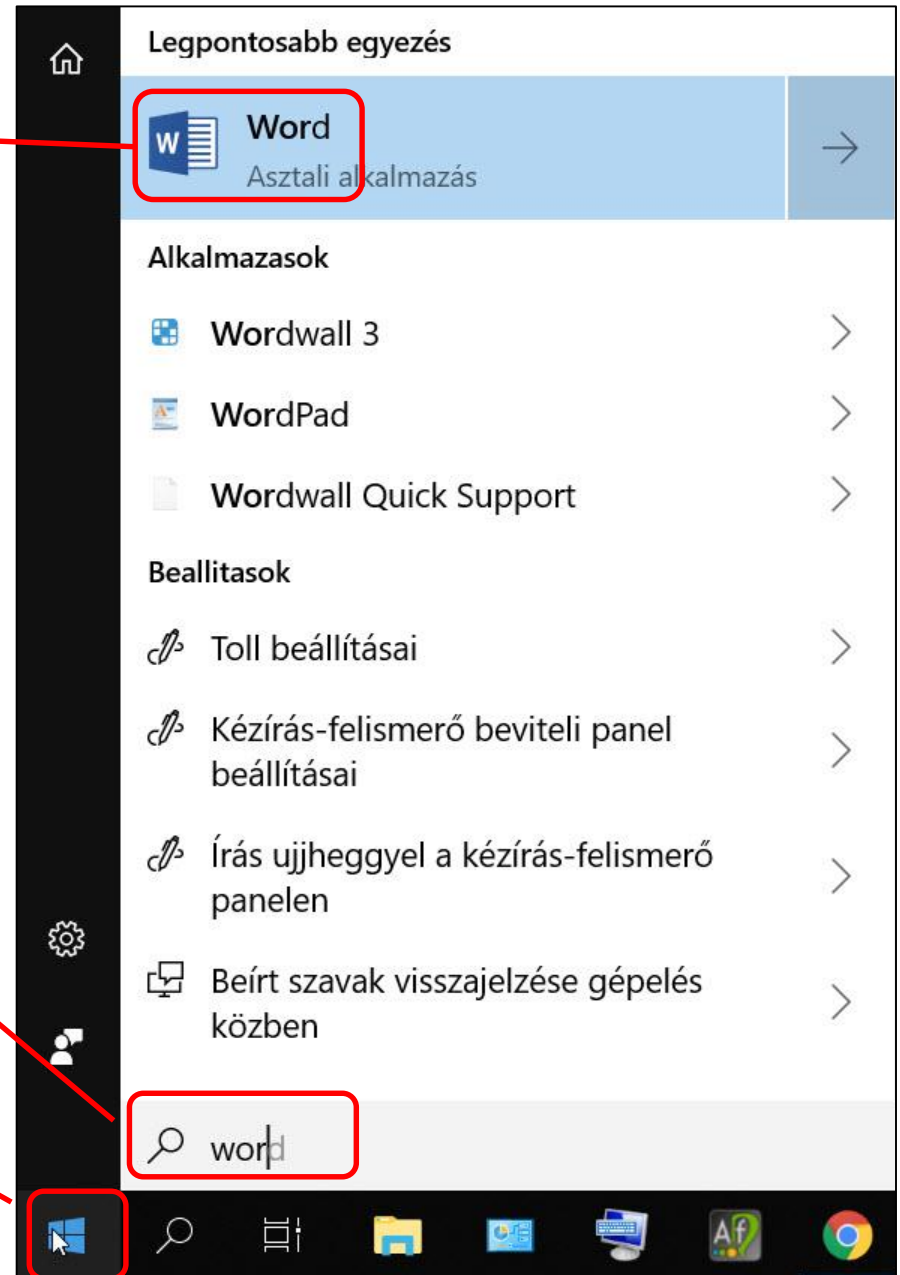 Legpontosabb egyezés
W
Word
Asztali alkalmazás
Alkalmazasok
Wordwall 3
WordPad
Wordwall Quick Support
Beallitasok
Toll beállításai
Kézírás-felismerő beviteli panel
beállításai
Írás ujjheggyel a kézírás-felismerő
panelen
Beírt szavak visszajelzése gépelés
közben
word
Af